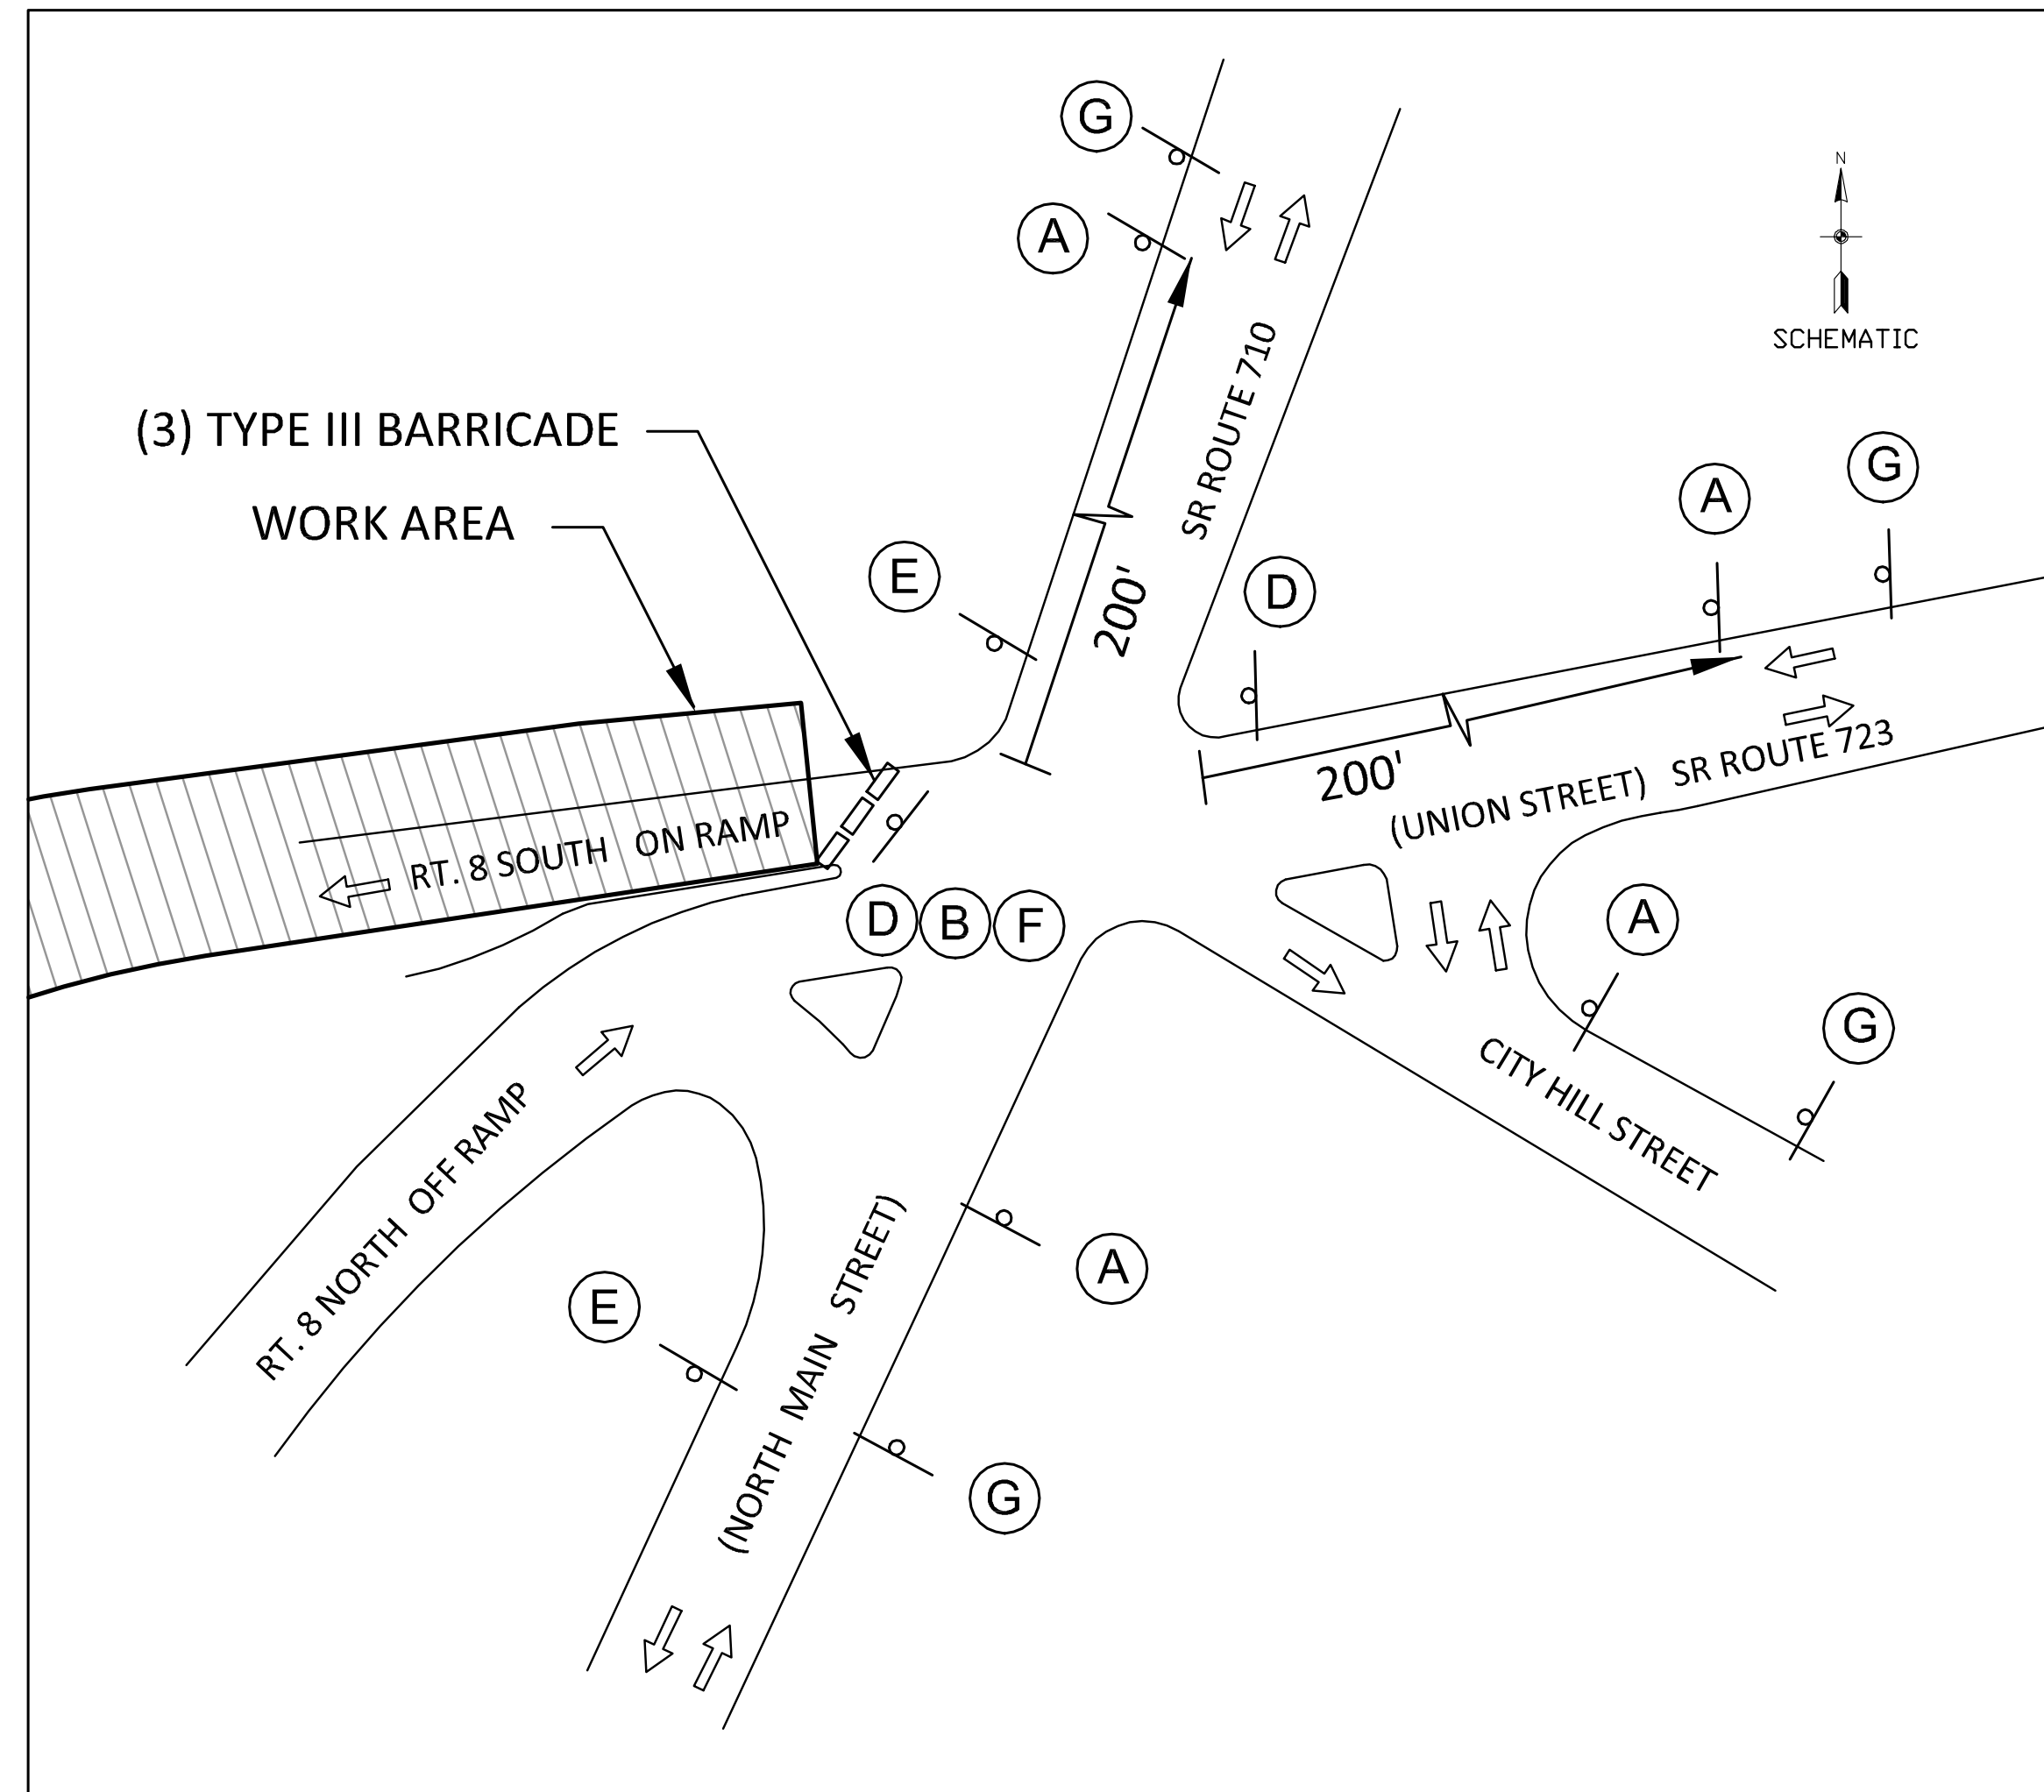 G
N
A
SCHEMATIC
SR ROUTE 710
(3) TYPE III BARRICADE
WORK AREA
G
A
E
D
200'
200'
(UNION STREET) SR ROUTE 723
RT. 8 SOUTH ON RAMP
D B F
A
G
CITY HILL STREET
RT. 8 NORTH OFF RAMP
A
E
(NORTH MAIN STREET)
G